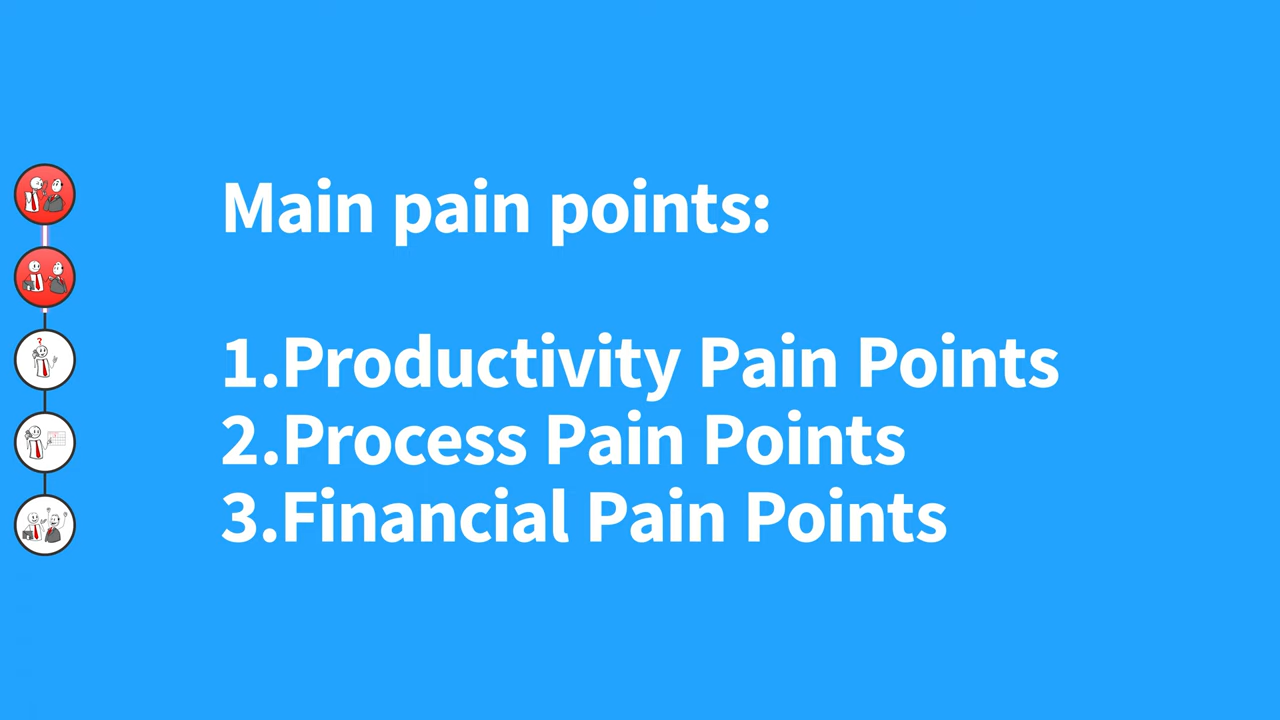 Main pain points:
1.Productivity Pain Points
2.Process Pain Points
3.Financial Pain Points